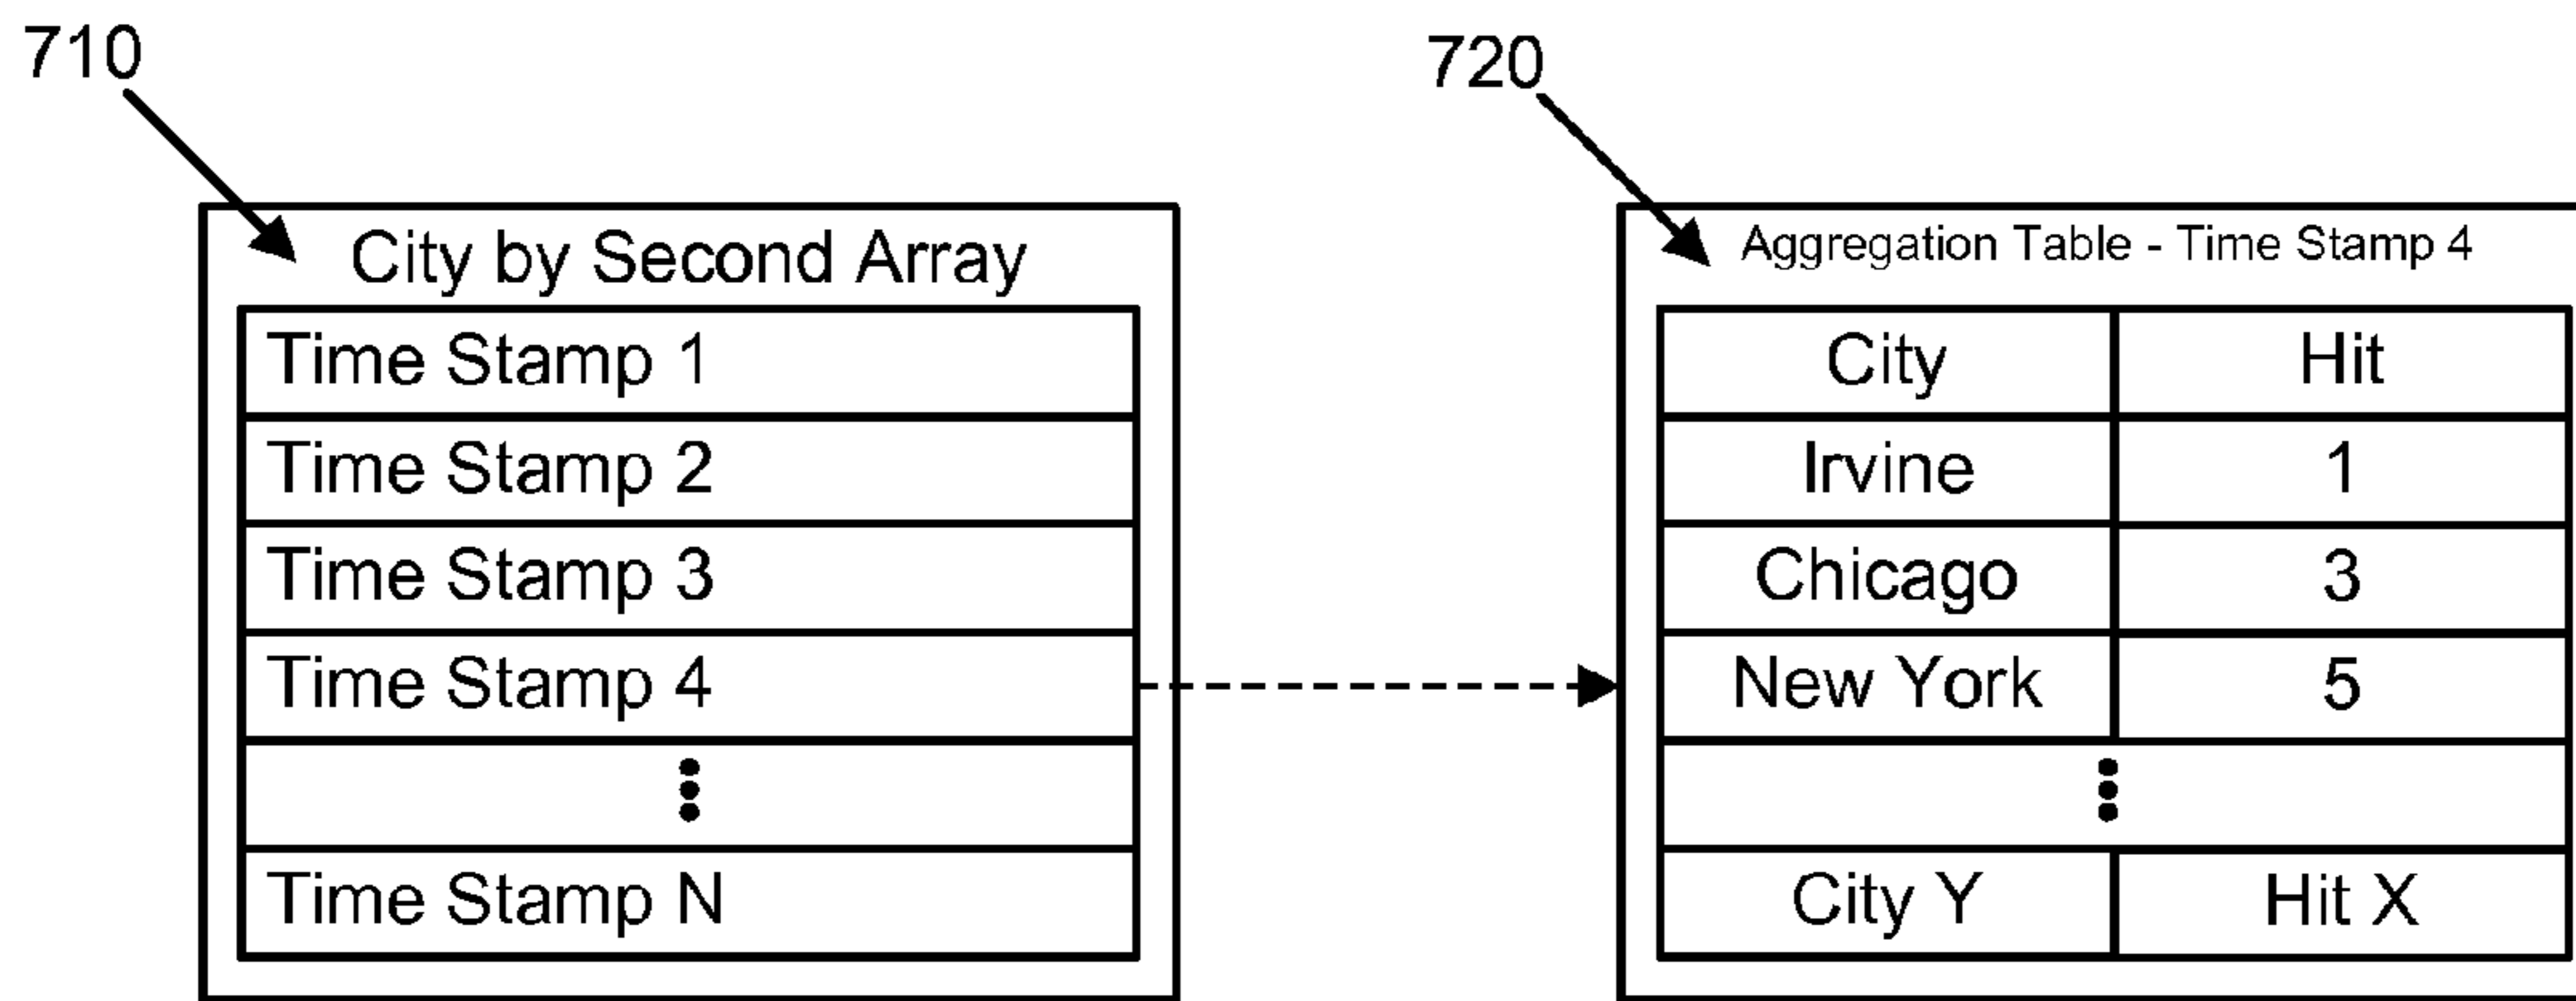 710
720
City by Second Array
Time Stamp 1
Time Stamp 2
Time Stamp 3
Time Stamp 4
Time Stamp N
Aggregation Table - Time Stamp 4
City Hit
Irvine 1
Chicago 3
New York 5
City Y Hit X